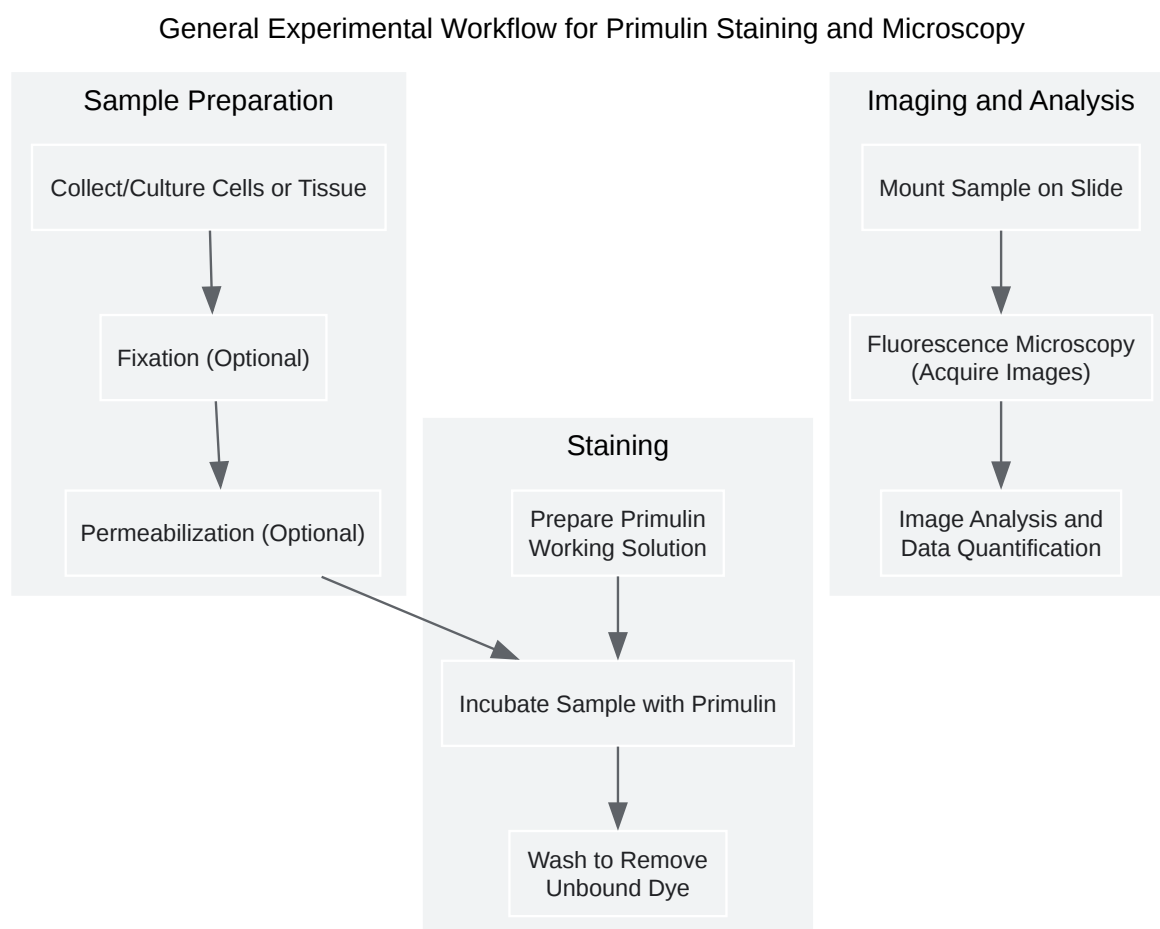 General Experimental Workflow for Primulin Staining and Microscopy
Sample Preparation
Collect/Culture Cells or Tissue
Fixation (Optional)
Permeabilization (Optional)
Staining
Prepare Primulin
Working Solution
Incubate Sample with Primulin
Wash to Remove
Unbound Dye
Imaging and Analysis
Mount Sample on Slide
Fluorescence Microscopy
(Acquire Images)
Image Analysis and
Data Quantification